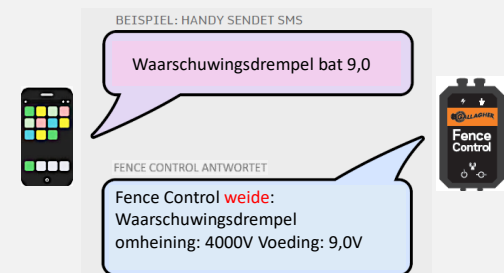 BEISPIEL: HANDY SENDET SMS
Waarschuwingsdrempel bat 9,0
GALLAGHER
Fence
Control
FENCE CONTROL ANTWORTET
Fence Control weide:
Waarschuwingsdrempel
omheining: 4000V Voeding: 9,0V